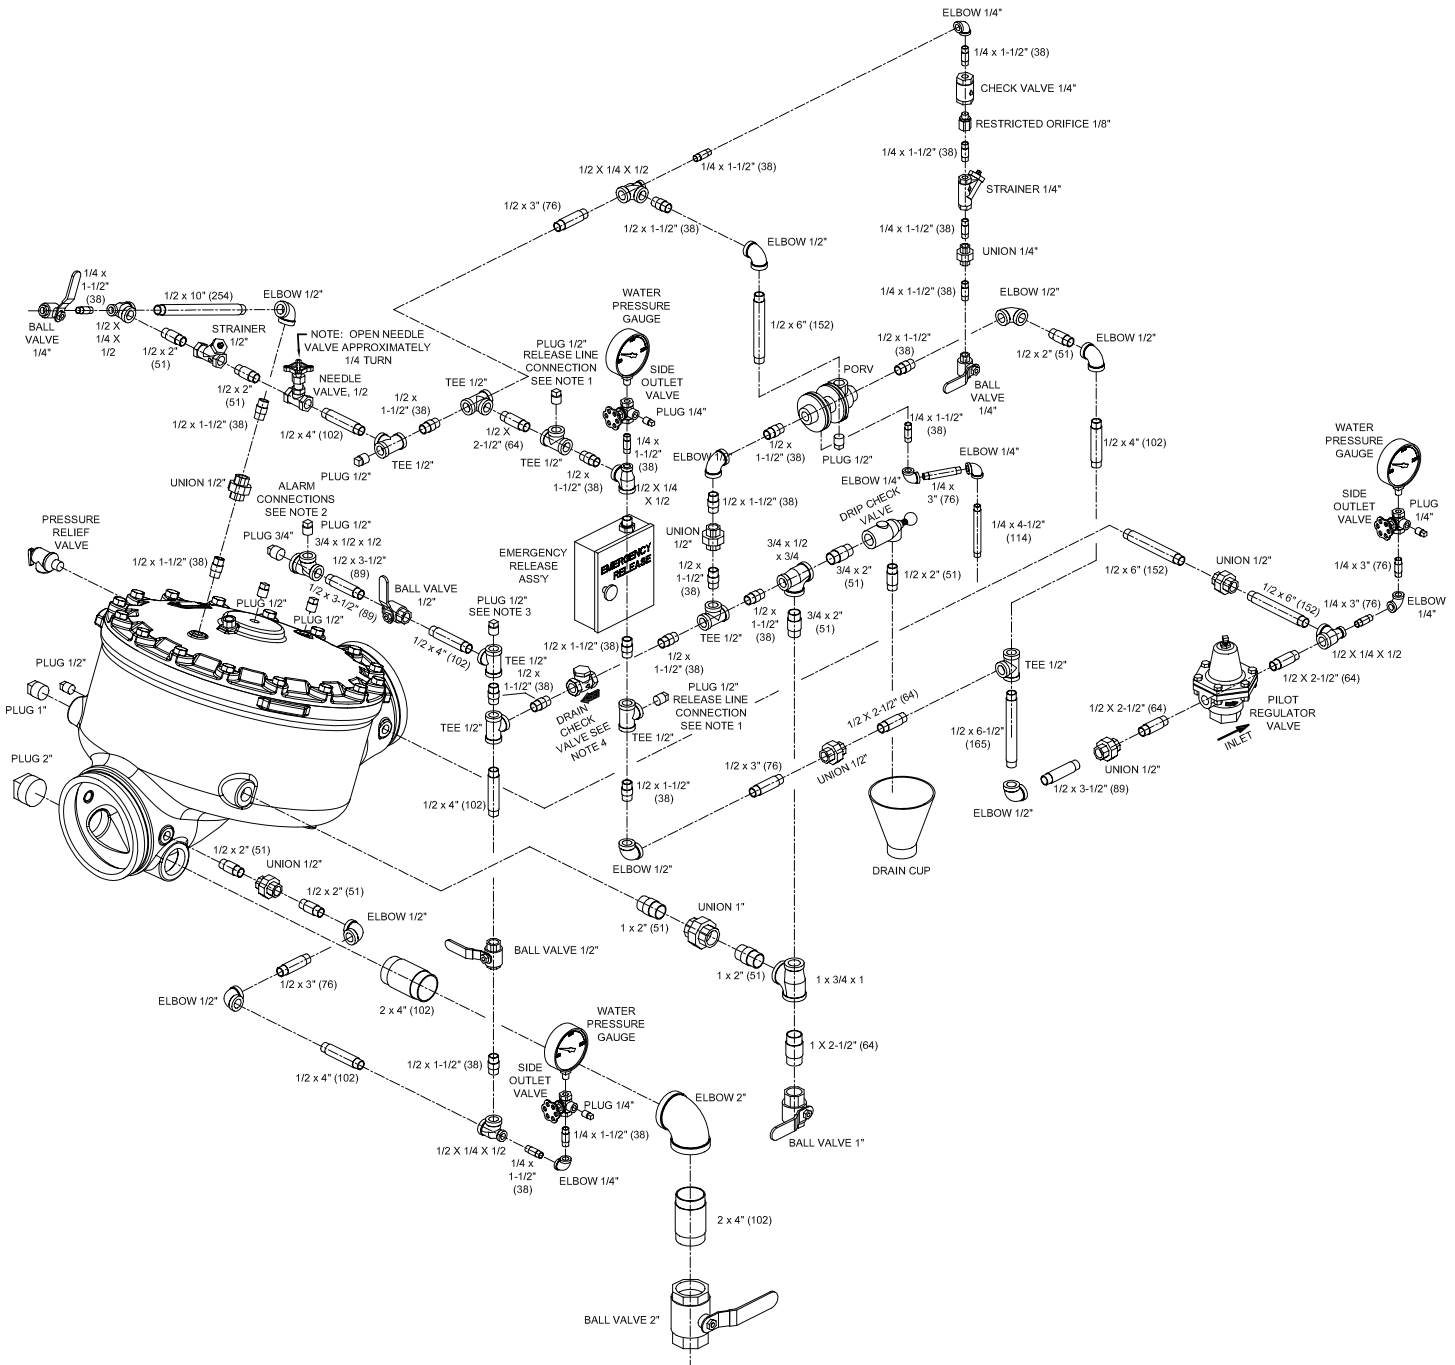 ELBOW 1/4"
1/4 x 1-1/2" (38)
CHECK VALVE 1/4"
RESTRICTED ORIFICE 1/8"
1/4 x 1-1/2" (38)
1/4 x 1-1/2" (38)
1/2 X 1/4 X 1/2
STRAINER 1/4"
1/2 x 3" (76)
1/2 x 1-1/2" (38)
1/4 x 1-1/2" (38)
ELBOW 1/2"
UNION 1/4"
1/4 x
1-1/2"
(38)
1/2 x 10" (254)
ELBOW 1/2"
WATER
PRESSURE
GAUGE
1/4 x 1-1/2" (38)
ELBOW 1/2"
BALL
VALVE
1/4"
1/2 X
1/4 X
1/2
1/2 x 2"
(51)
STRAINER
1/2"
NOTE: OPEN NEEDLE
VALVE APPROXIMATELY
1/4 TURN
1/2 x 6" (152)
1/2 x 1-1/2"
(38)
1/2 x 2" (51)
ELBOW 1/2"
PLUG 1/2"
RELEASE LINE
CONNECTION
SEE NOTE 1
SIDE
OUTLET
VALVE
PORV
BALL
VALVE
1/4"
1/2 x 2"
(51)
NEEDLE
VALVE, 1/2
TEE 1/2"
1/2 x
1-1/2" (38)
PLUG 1/4"
1/2 x 1-1/2" (38)
1/2 x 4" (102)
1/2 X
2-1/2" (64)
1/4 x
1-1/2"
(38)
1/2 x
1-1/2" (38)
1/4 x 1-1/2"
(38)
1/2 x 4" (102)
WATER
PRESSURE
GAUGE
PLUG 1/2"
TEE 1/2"
TEE 1/2"
1/2 x
1-1/2" (38)
1/2 X 1/4
X 1/2
ELBOW 1/2"
PLUG 1/2"
ELBOW 1/4"
ELBOW 1/4"
1/4 x
3" (76)
UNION 1/2"
ALARM
CONNECTIONS
SEE NOTE 2
1/2 x 1-1/2" (38)
DRIP CHECK
VALVE
SIDE
OUTLET
VALVE
PLUG
1/4"
PRESSURE
RELIEF
VALVE
PLUG 3/4"
PLUG 1/2"
3/4 x 1/2 x 1/2
UNION
1/2"
1/4 x 4-1/2"
(114)
EMERGENCY
RELEASE
ASS'Y
EMERGENCY
RELEASE
3/4 x 1/2
x 3/4
1/2 x 1-1/2" (38)
1/2 x 3-1/2"
(89)
1/2 x 3-1/2" (89)
BALL VALVE
1/2"
1/2 x
1-1/2"
(38)
3/4 x 2"
(51)
1/2 x 2" (51)
1/2 x 6" (152)
UNION 1/2"
1/4 x 3" (76)
PLUG 1/2"
PLUG 1/2"
PLUG 1/2"
SEE NOTE 3
1/2 x 6" (152)
1/4 x 3" (76)
ELBOW
1/4"
1/2 x 4" (102)
1/2 x 1-1/2" (38)
TEE 1/2"
1/2 x
1-1/2"
(38)
3/4 x 2"
(51)
1/2 X 1/4 X 1/2
PLUG 1/2"
TEE 1/2"
1/2 x
1-1/2" (38)
1/2 x
1-1/2" (38)
TEE 1/2"
1/2 X 2-1/2" (64)
PLUG 1"
PLUG 1/2"
RELEASE LINE
CONNECTION
SEE NOTE 1
1/2 X 2-1/2" (64)
1/2 X 2-1/2" (64)
PILOT
REGULATOR
VALVE
INLET
TEE 1/2"
DRAIN
CHECK
VALVE SEE
NOTE 4
TEE 1/2"
1/2 x 6-1/2"
(165)
PLUG 2"
UNION 1/2"
UNION 1/2"
1/2 x 3" (76)
1/2 x 4" (102)
1/2 x 1-1/2"
(38)
1/2 x 3-1/2" (89)
ELBOW 1/2"
1/2 x 2" (51)
UNION 1/2"
ELBOW 1/2"
DRAIN CUP
1/2 x 2" (51)
ELBOW 1/2"
1 x 2" (51)
UNION 1"
BALL VALVE 1/2"
1 x 2" (51)
1 x 3/4 x 1
1/2 x 3" (76)
ELBOW 1/2"
2 x 4" (102)
WATER
PRESSURE
GAUGE
1 X 2-1/2" (64)
1/2 x 4" (102)
1/2 x 1-1/2" (38)
SIDE
OUTLET
VALVE
PLUG 1/4"
ELBOW 2"
1/4 x 1-1/2" (38)
1/2 X 1/4 X 1/2
BALL VALVE 1"
1/4 x
1-1/2"
(38)
ELBOW 1/4"
2 x 4" (102)
BALL VALVE 2"